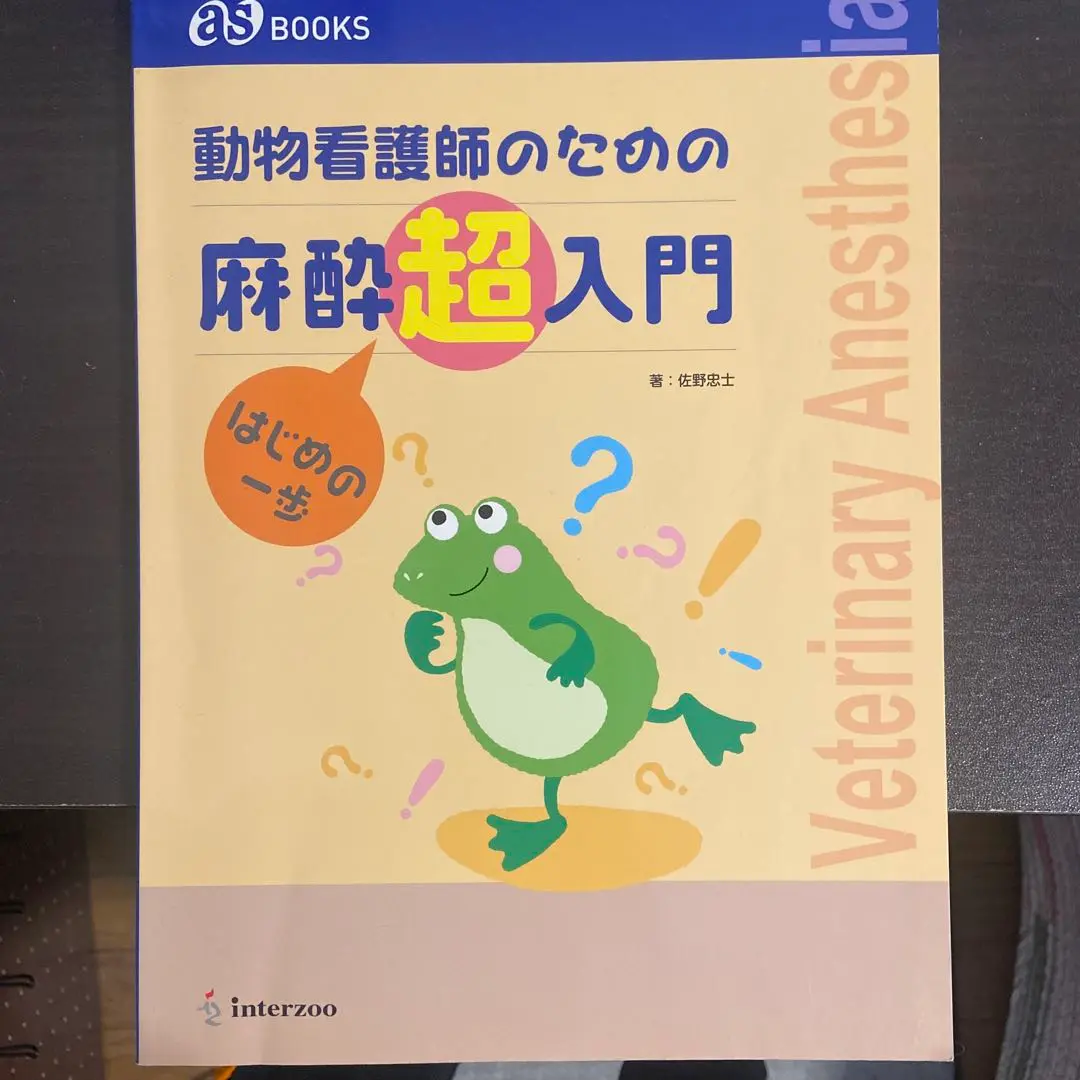 as BOOKS
動物看護師のための
麻酔超入門
著：佐野忠士
はじめの
一歩
Veterinary Anesthesia
interzoo